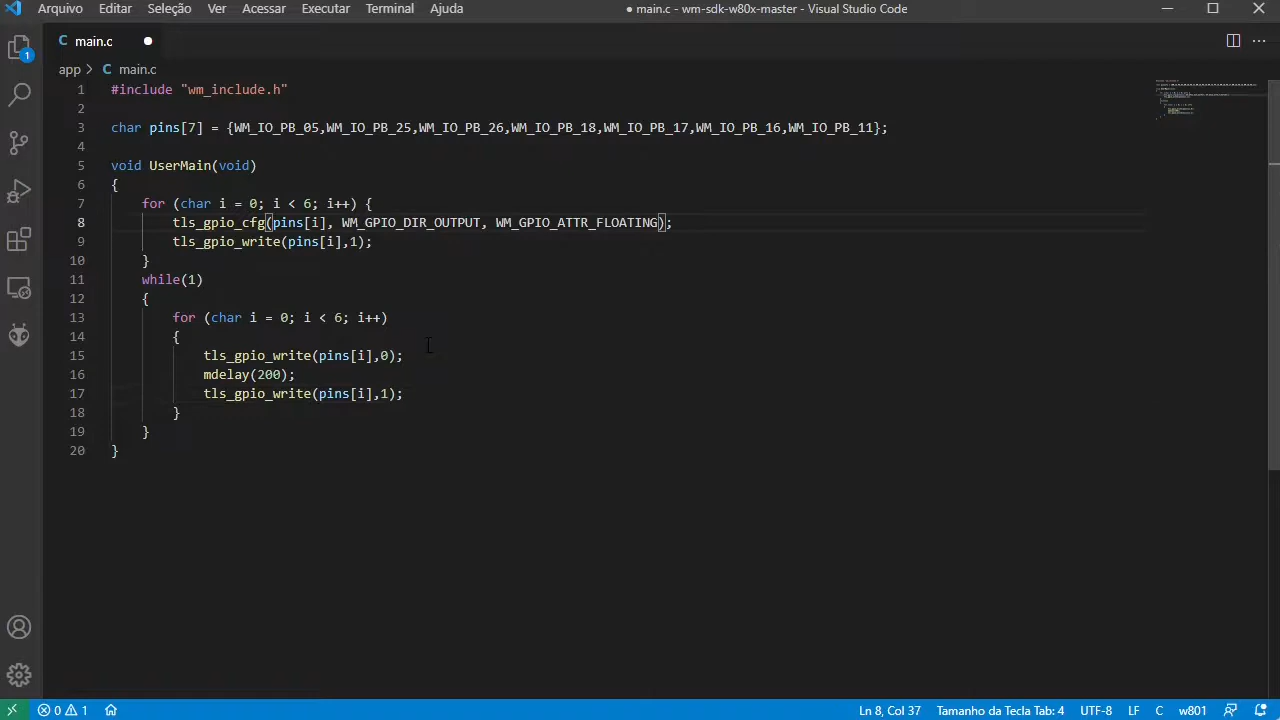 Arquivo Editar Seleção Ver Acessar Executar Terminal Ajuda ● main.c - wm-sdk-w80x-master - Visual Studio Code
C main.c ●
1
app > C main.c
1 #include "wm_include.h"
2
3 char pins[7] = {WM_IO_PB_05,WM_IO_PB_25,WM_IO_PB_26,WM_IO_PB_18,WM_IO_PB_17,WM_IO_PB_16,WM_IO_PB_11};
4
5 void UserMain(void)
6 {
7 for (char i = 0; i < 6; i++) {
8 tls_gpio_cfg(pins[i], WM_GPIO_DIR_OUTPUT, WM_GPIO_ATTR_FLOATING);
9 tls_gpio_write(pins[i],1);
10 }
11 while(1)
12 {
13 for (char i = 0; i < 6; i++)
14 {
15 tls_gpio_write(pins[i],0);
16 mdelay(200);
17 tls_gpio_write(pins[i],1);
18 }
19 }
20 }
0 1 Ln 8, Col 37 Tamanho da Tecla Tab: 4 UTF-8 LF C w801